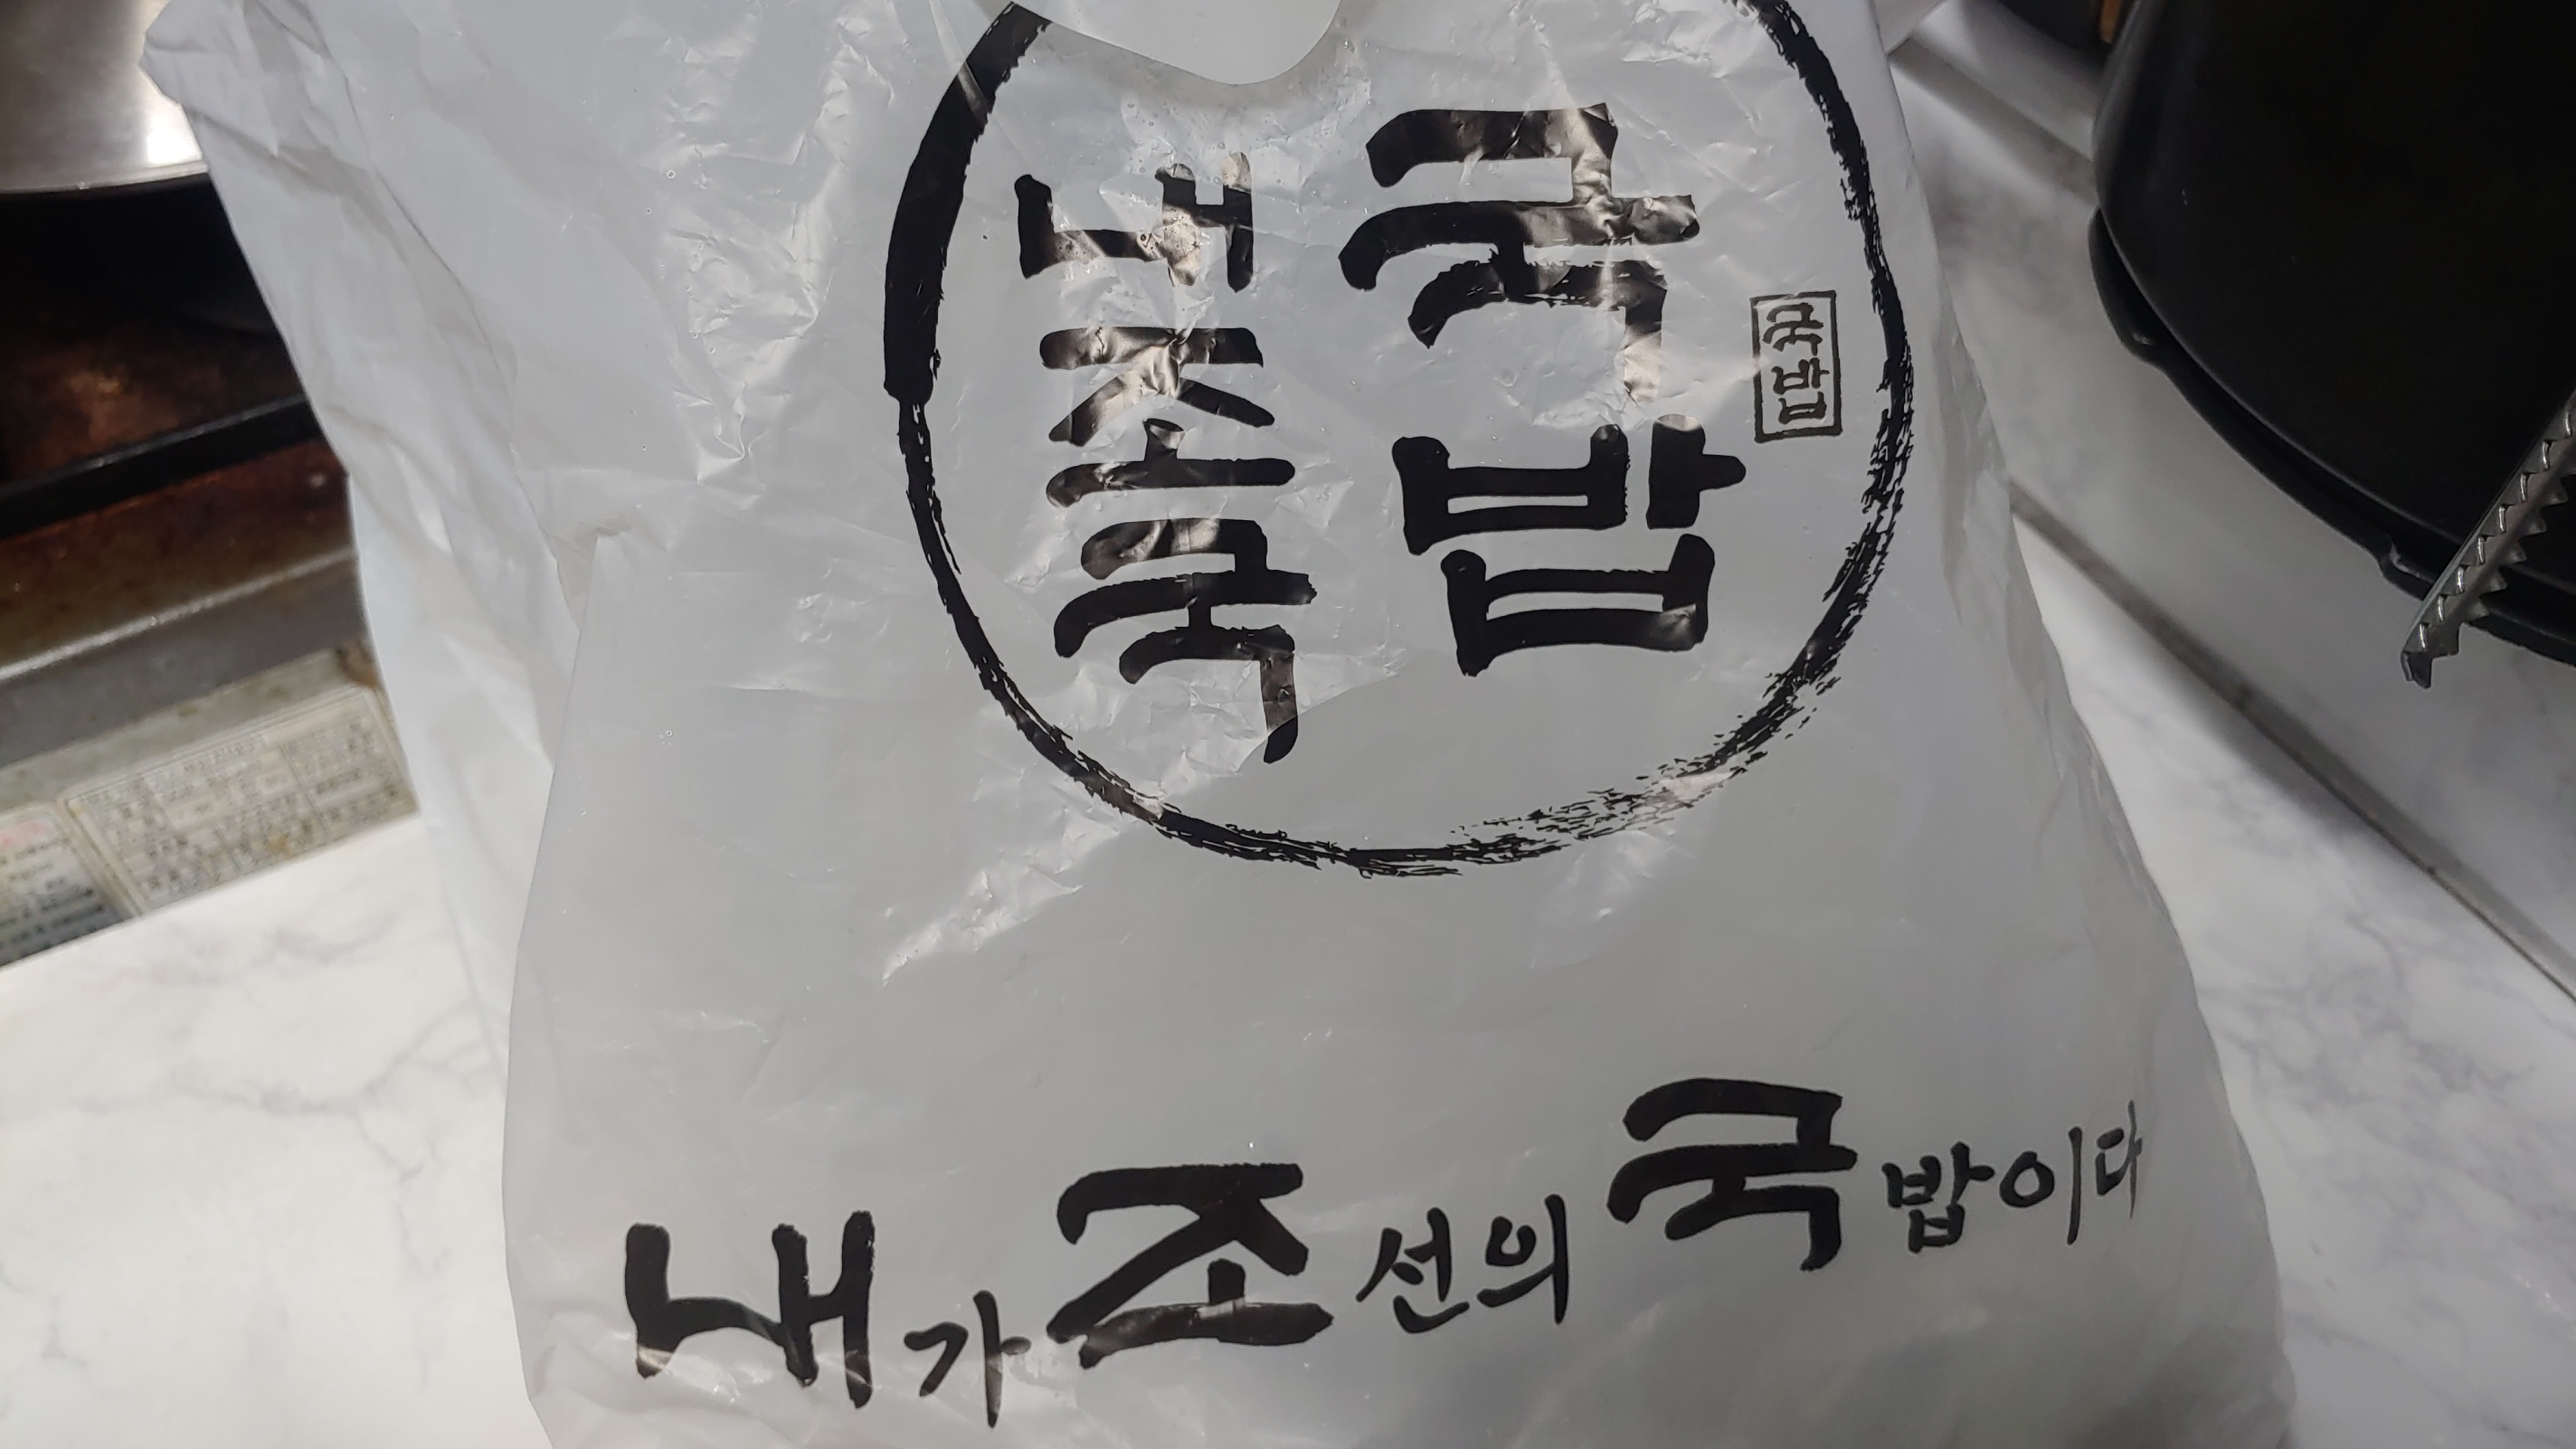 내조국
국밥
국밥
내가 조선의 국밥이다